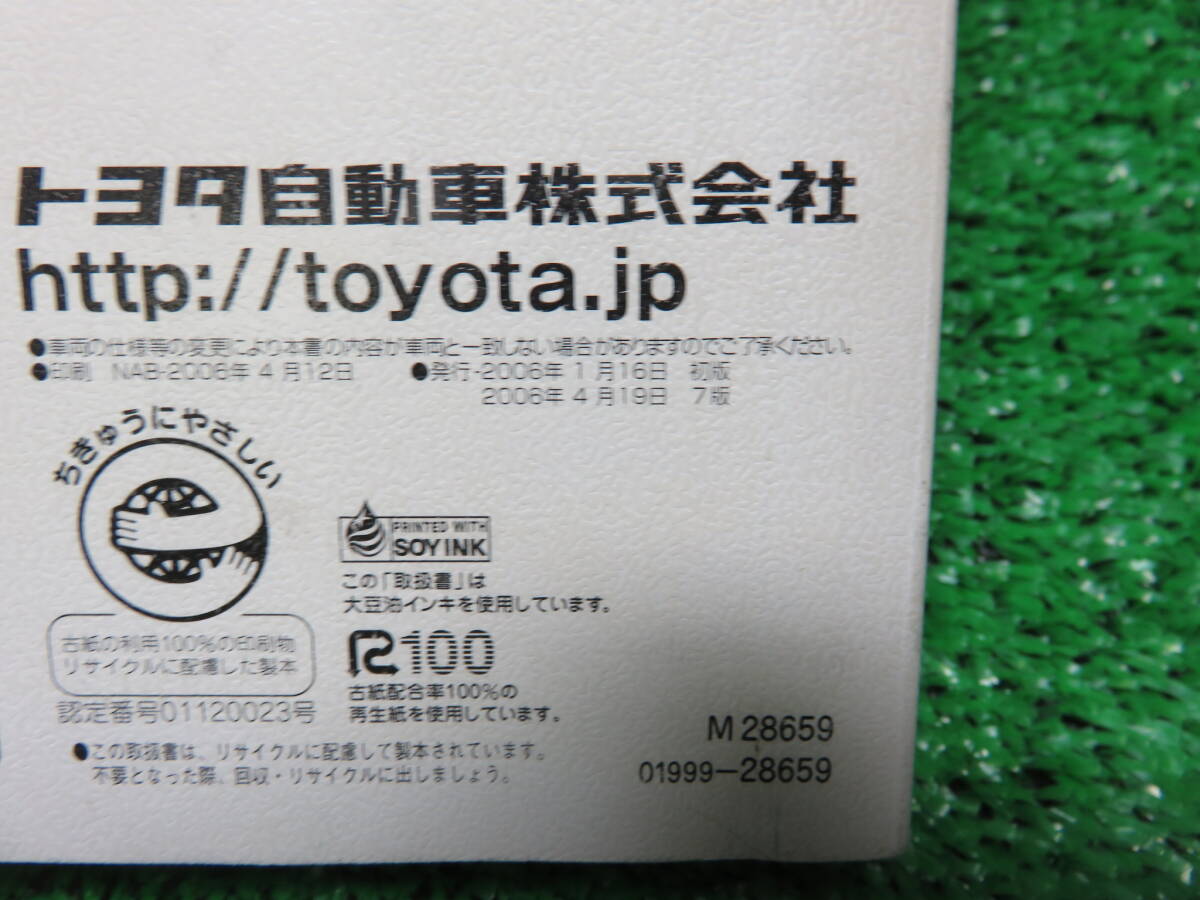 トヨタ自動車株式会社
http://toyota.jp
●車両の仕様等の変更により本書の内容が車両と一致しない場合がありますのでご了承ください。
●印刷 NAB-2006年 4月12日 ●発行-2006年 1月16日 初版
2006年 4月19日 7版
ちきゅうにやさしい
PRINTED WITH
SOY INK
この「取扱書」は
大豆油インキを使用しています。
古紙の利用100%の印刷物
リサイクルに配慮した製本
認定番号01120023号
R100
古紙配合率100%の
再生紙を使用しています。
●この取扱書は、リサイクルに配慮して製本されています。
不要となった際、回収・リサイクルに出しましょう。
M 28659
01999-28659